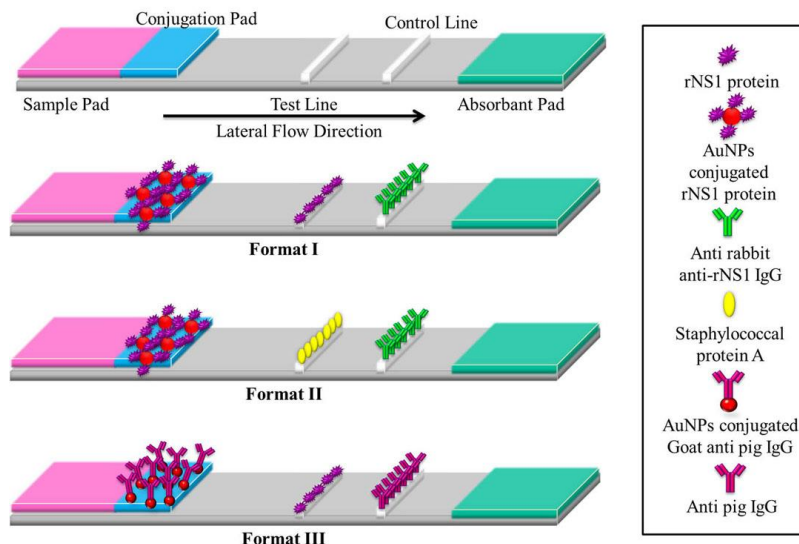 Conjugation Pad
Control Line
Sample Pad
Test Line
Absorbant Pad
Lateral Flow Direction
Format I
Format II
Format III
rNS1 protein
AuNPs
conjugated
rNS1 protein
Anti rabbit
anti-rNS1 IgG
Staphylococcal
protein A
AuNPs conjugated
Goat anti pig IgG
Anti pig IgG